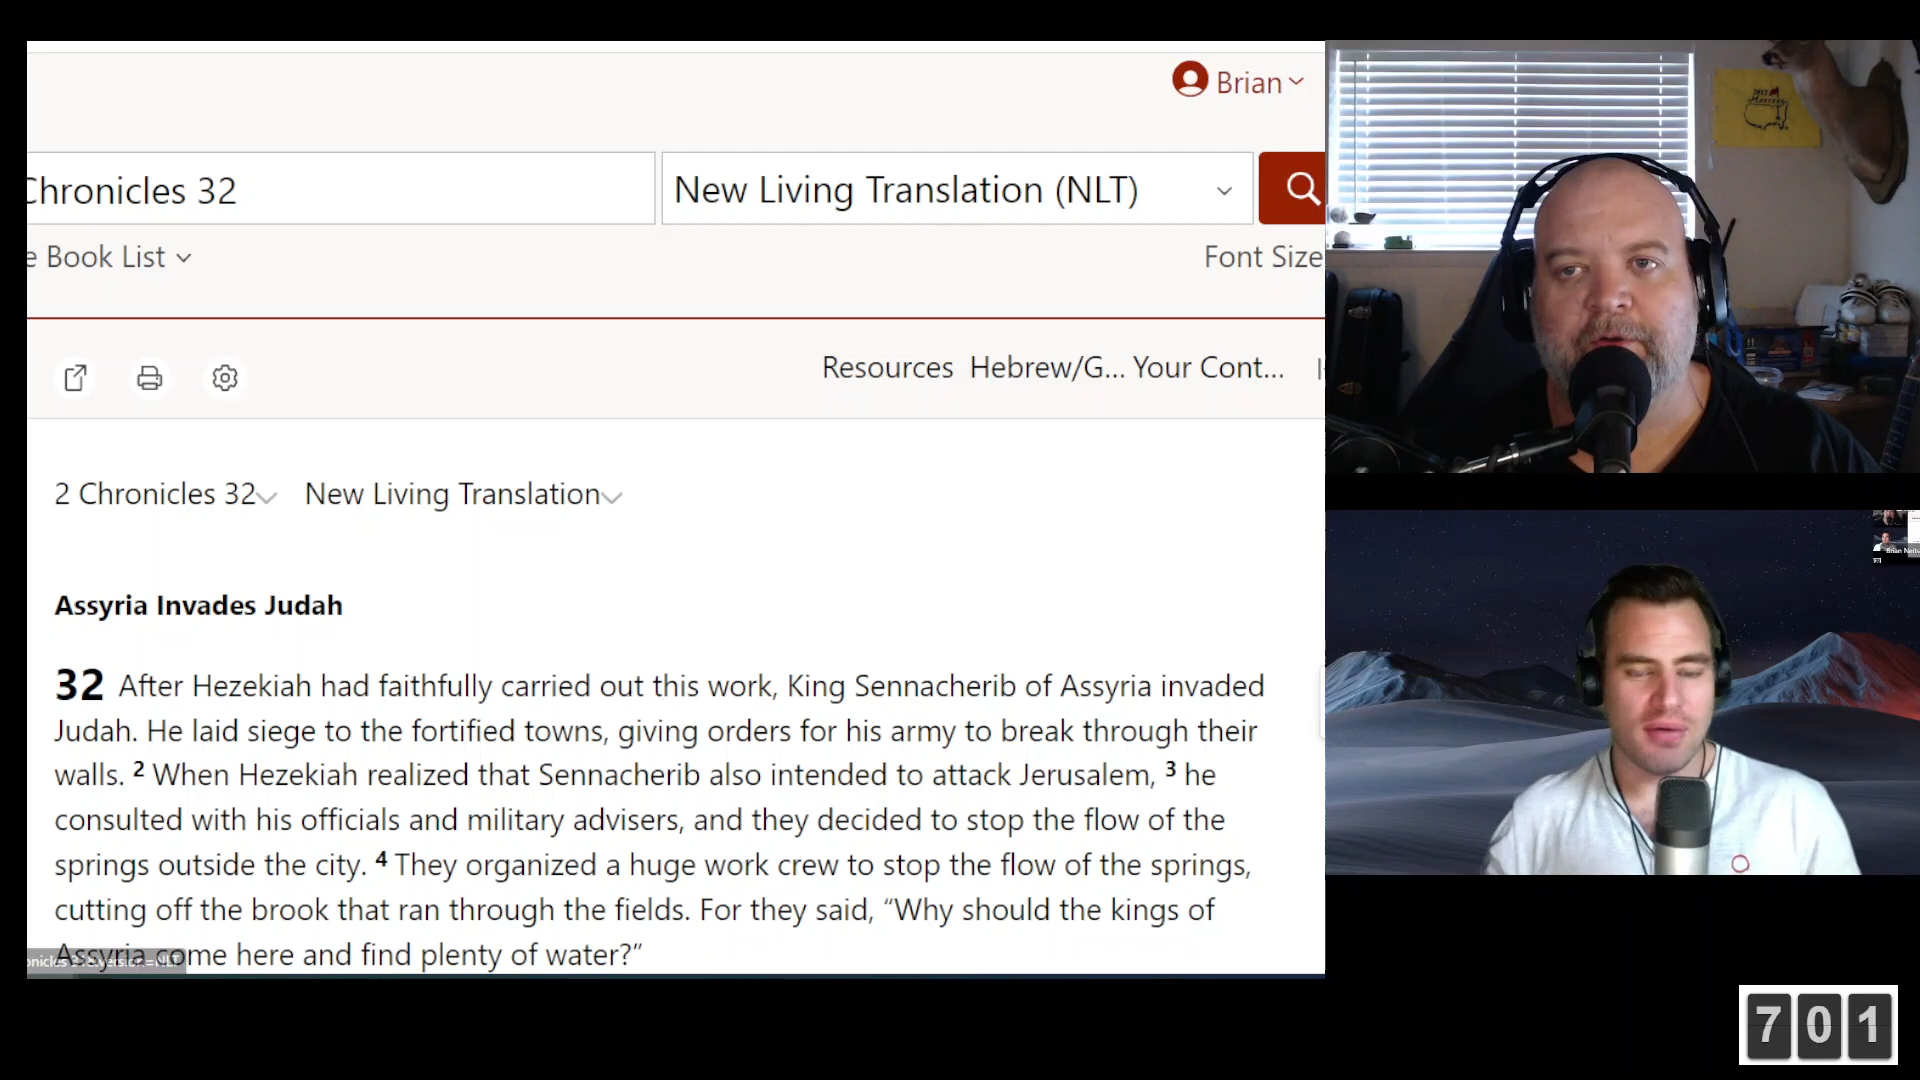 Brian
Chronicles 32
New Living Translation (NLT)
e Book List
Font Size
Resources Hebrew/G... Your Cont...
2 Chronicles 32 New Living Translation
Assyria Invades Judah
32 After Hezekiah had faithfully carried out this work, King Sennacherib of Assyria invaded
Judah. He laid siege to the fortified towns, giving orders for his army to break through their
walls. 2 When Hezekiah realized that Sennacherib also intended to attack Jerusalem, 3 he
consulted with his officials and military advisers, and they decided to stop the flow of the
springs outside the city. 4 They organized a huge work crew to stop the flow of the springs,
cutting off the brook that ran through the fields. For they said, “Why should the kings of
Assyria come here and find plenty of water?”
Masters
701